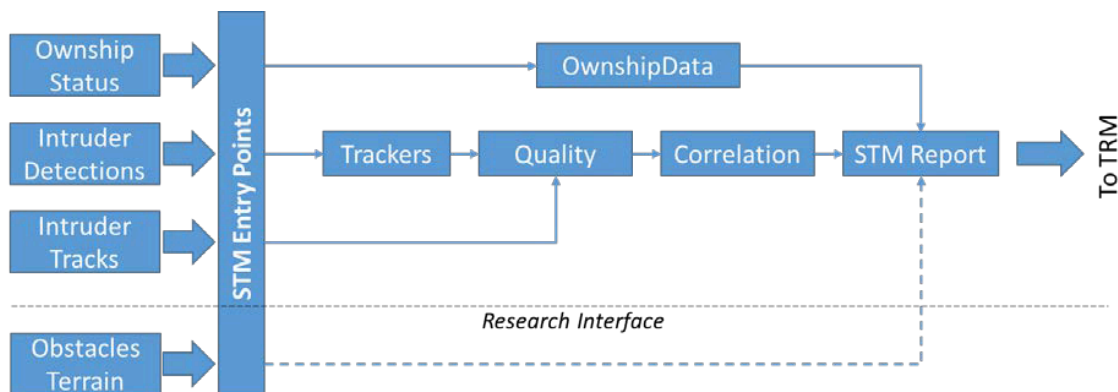 Ownship
Status
OwnshipData
Intruder
Detections
STM Entry Points
Trackers
Quality
Correlation
STM Report
To TRM
Intruder
Tracks
Research Interface
Obstacles
Terrain